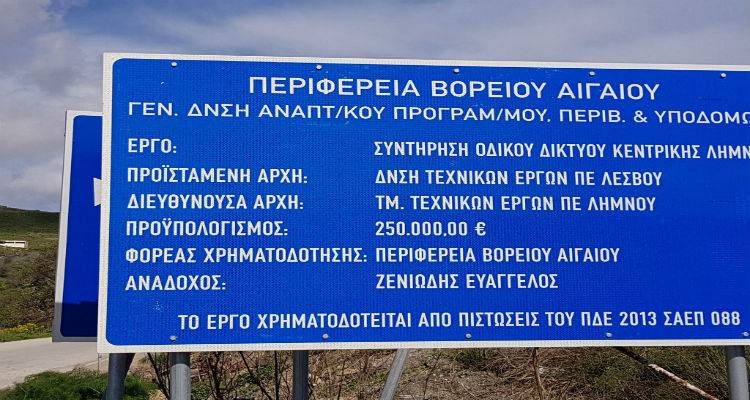 ΠΕΡΙΦΕΡΕΙΑ ΒΟΡΕΙΟΥ ΑΙΓΑΙΟΥ
ΓΕΝ. ΔΝΣΗ ΑΝΑΠΤ/ΚΟΥ ΠΡΟΓΡΑΜ/ΜΟΥ, ΠΕΡΙΒ. & ΥΠΟΔΟΜΩ
ΕΡΓΟ: ΣΥΝΤΗΡΗΣΗ ΟΔΙΚΟΥ ΔΙΚΤΥΟΥ ΚΕΝΤΡΙΚΗΣ ΛΗΜΝ
ΠΡΟΪΣΤΑΜΕΝΗ ΑΡΧΗ: ΔΝΣΗ ΤΕΧΝΙΚΩΝ ΕΡΓΩΝ ΠΕ ΛΕΣΒΟΥ
ΔΙΕΥΘΥΝΟΥΣΑ ΑΡΧΗ: ΤΜ. ΤΕΧΝΙΚΩΝ ΕΡΓΩΝ ΠΕ ΛΗΜΝΟΥ
ΠΡΟΫΠΟΛΟΓΙΣΜΟΣ: 250.000,00 €
ΦΟΡΕΑΣ ΧΡΗΜΑΤΟΔΟΤΗΣΗΣ: ΠΕΡΙΦΕΡΕΙΑ ΒΟΡΕΙΟΥ ΑΙΓΑΙΟΥ
ΑΝΑΔΟΧΟΣ: ΖΕΝΙΩΔΗΣ ΕΥΑΓΓΕΛΟΣ
ΤΟ ΕΡΓΟ ΧΡΗΜΑΤΟΔΟΤΕΙΤΑΙ ΑΠΟ ΠΙΣΤΩΣΕΙΣ ΤΟΥ ΠΔΕ 2013 ΣΑΕΠ 088